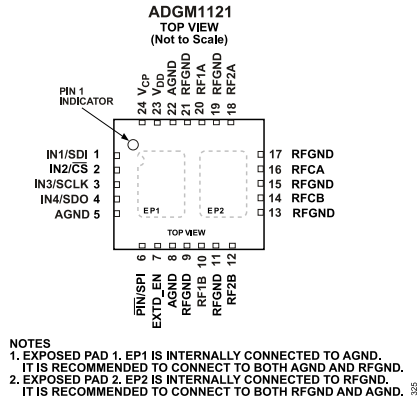 ADGM1121
TOP VIEW
(Not to Scale)
24 VCP
23 VDD
22 AGND
21 RFGND
20 RF1A
19 RFGND
18 RF2A
PIN 1
INDICATOR
IN1/SDI 1
IN2/CS 2
IN3/SCLK 3
IN4/SDO 4
AGND 5
17 RFGND
16 RFCA
15 RFGND
14 RFCB
13 RFGND
EP1
EP2
TOP VIEW
PIN/SPI 6
EXTD_EN 7
AGND 8
RFGND 9
RF1B 10
RFGND 11
RF2B 12
NOTES
1. EXPOSED PAD 1. EP1 IS INTERNALLY CONNECTED TO AGND.
IT IS RECOMMENDED TO CONNECT TO BOTH AGND AND RFGND.
2. EXPOSED PAD 2. EP2 IS INTERNALLY CONNECTED TO RFGND.
IT IS RECOMMENDED TO CONNECT TO BOTH RFGND AND AGND.
325